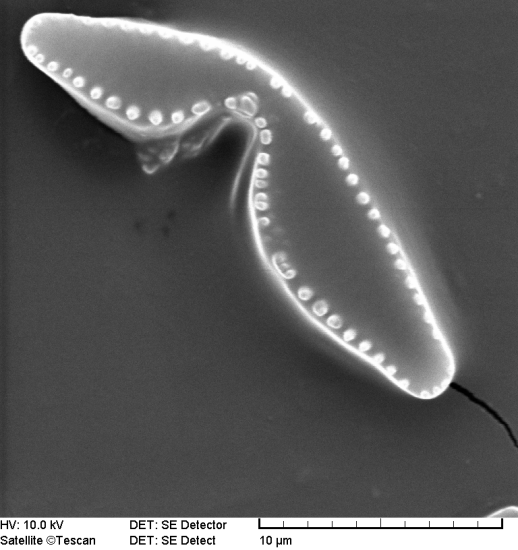 HV: 10.0 kV DET: SE Detector
Satellite ©Tescan DET: SE Detect 10 µm